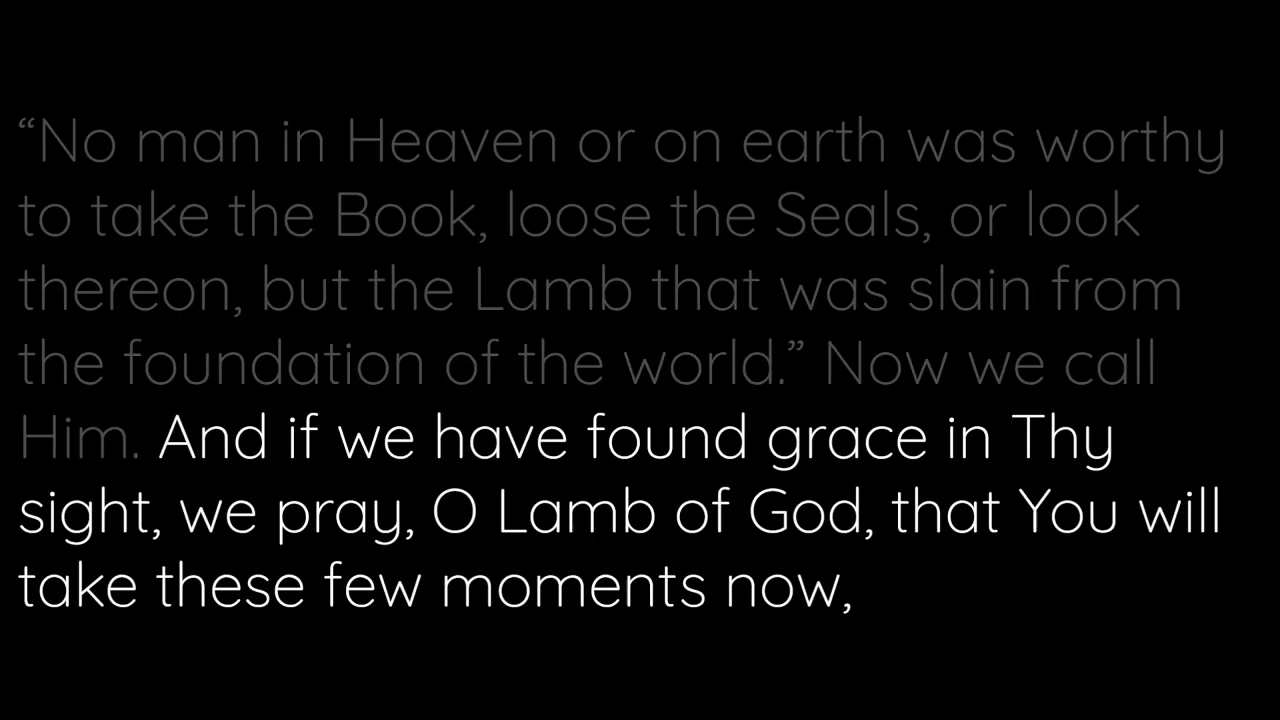 “No man in Heaven or on earth was worthy
to take the Book, loose the Seals, or look
thereon, but the Lamb that was slain from
the foundation of the world.” Now we call
Him. And if we have found grace in Thy
sight, we pray, O Lamb of God, that You will
take these few moments now,